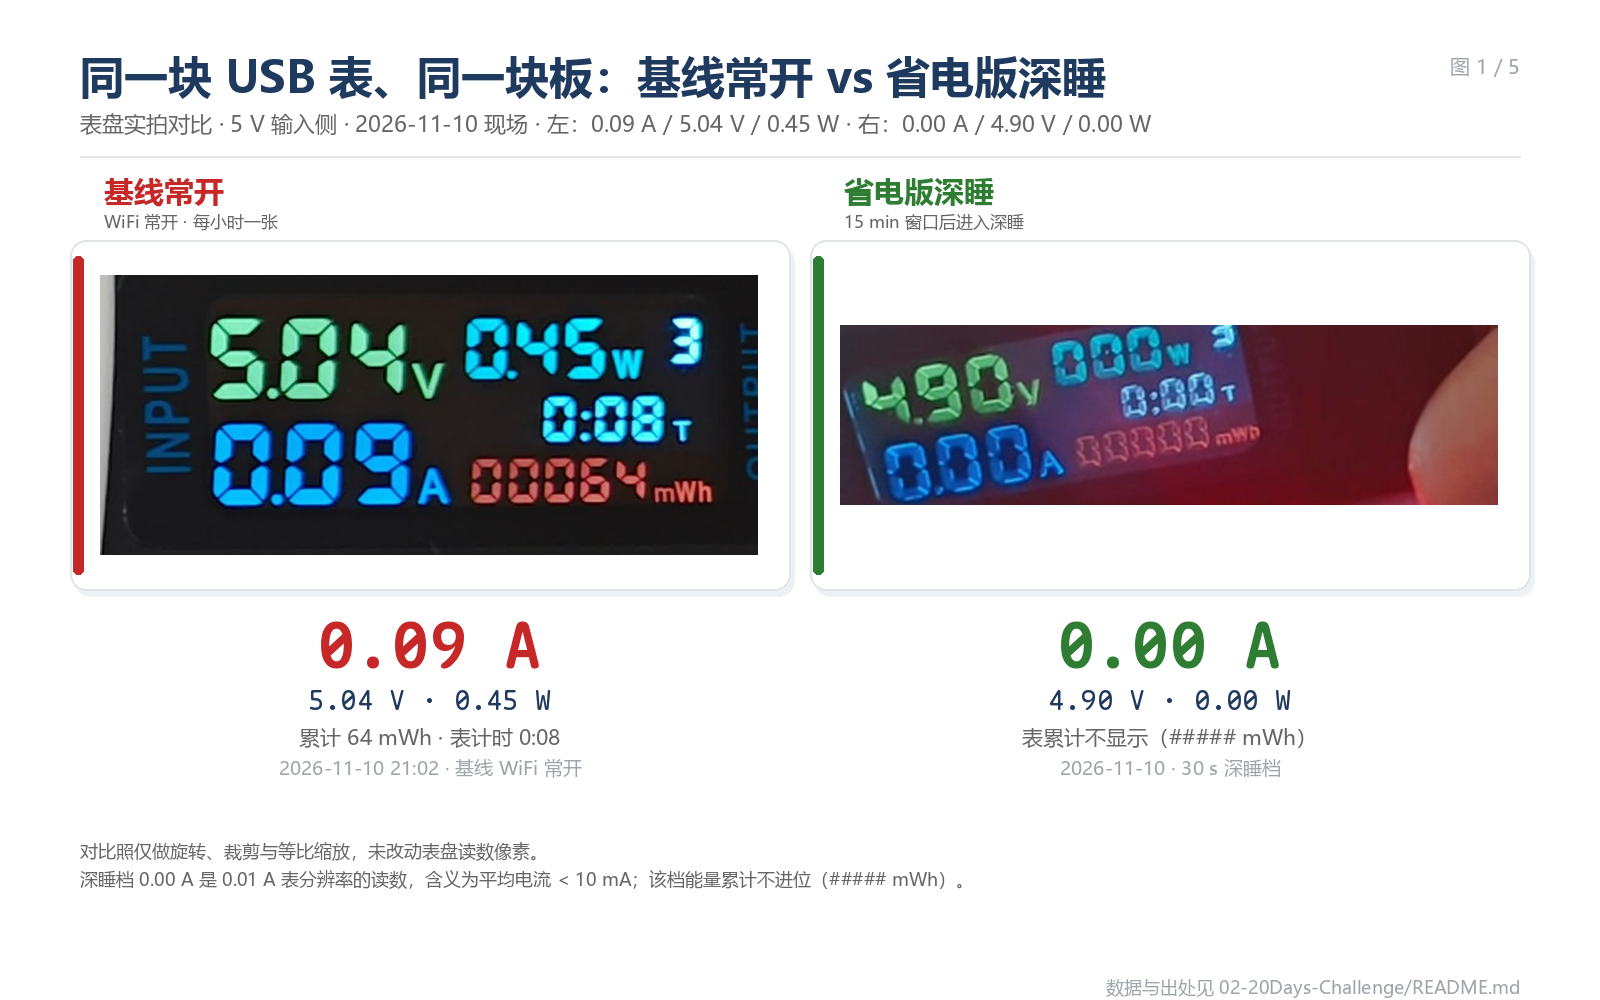 同一块 USB 表、同一块板：基线常开 vs 省电版深睡
图 1 / 5
表盘实拍对比 · 5 V 输入侧 · 2026-11-10 现场 · 左：0.09 A / 5.04 V / 0.45 W · 右：0.00 A / 4.90 V / 0.00 W
基线常开
WiFi 常开 · 每小时一张
INPUT
5.04V
0.45W
3
0:08T
0.09A
00064mWh
OUTPUT
省电版深睡
15 min 窗口后进入深睡
4.90V
000W
3
0:00T
0.00A
00000mWh
0.09 A
5.04 V · 0.45 W
累计 64 mWh · 表计时 0:08
2026-11-10 21:02 · 基线 WiFi 常开
0.00 A
4.90 V · 0.00 W
表累计不显示（##### mWh）
2026-11-10 · 30 s 深睡档
对比照仅做旋转、裁剪与等比缩放，未改动表盘读数像素。
深睡档 0.00 A 是 0.01 A 表分辨率的读数，含义为平均电流 < 10 mA；该档能量累计不进位（##### mWh）。
数据与出处见 02-20Days-Challenge/README.md